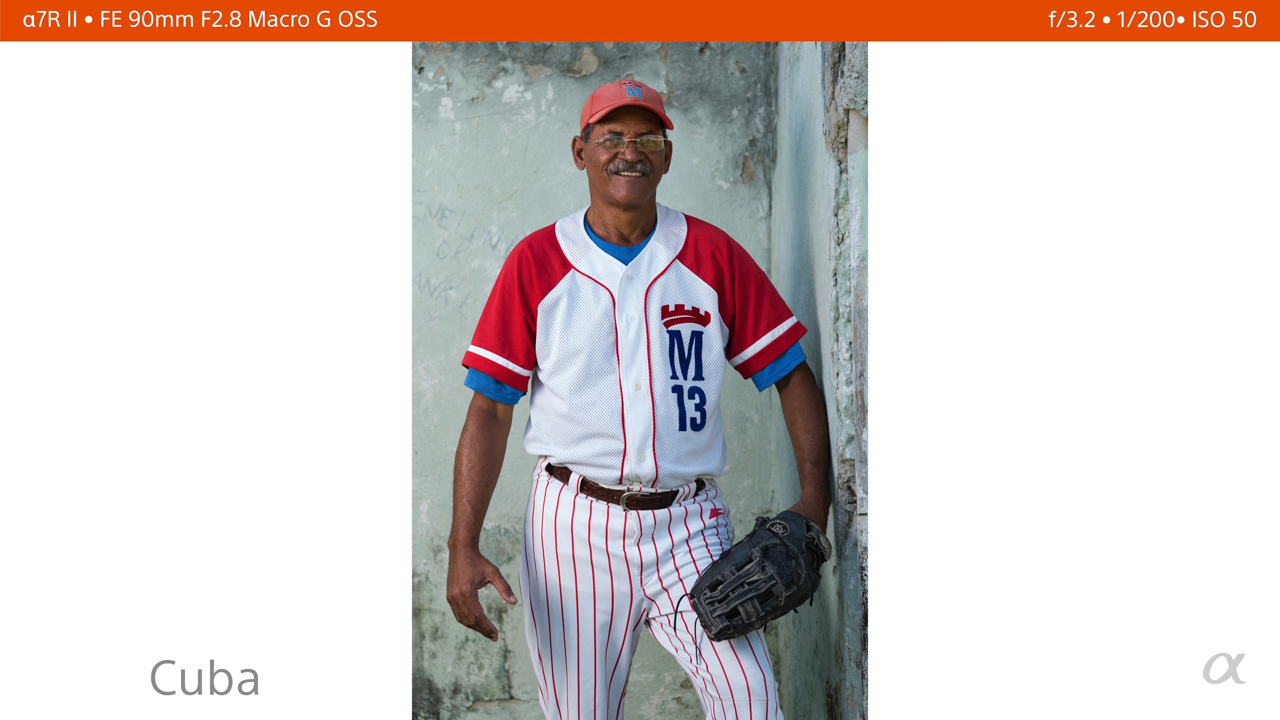 α7R II • FE 90mm F2.8 Macro G OSS
f/3.2 • 1/200• ISO 50
M
M
13
Cuba
α